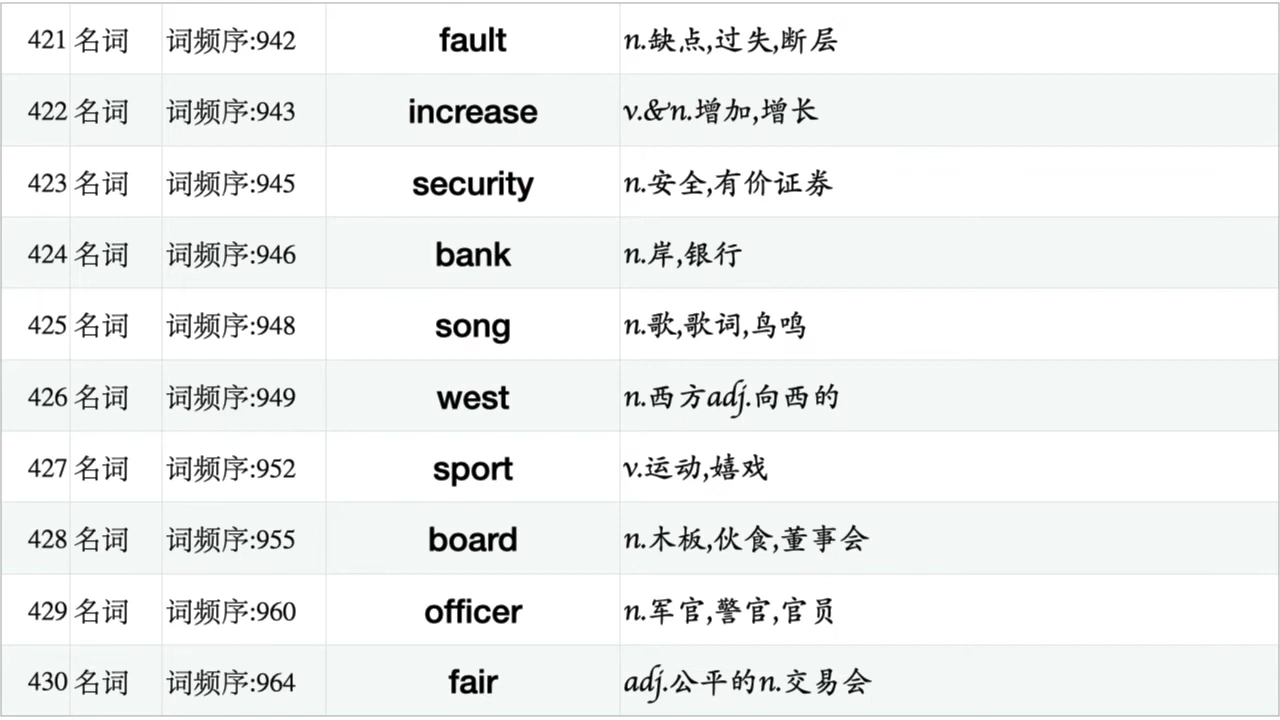 421 名词 词频序:942 fault n.缺点,过失,断层
422 名词 词频序:943 increase v.&n.增加,增长
423 名词 词频序:945 security n.安全,有价证券
424 名词 词频序:946 bank n.岸,银行
425 名词 词频序:948 song n.歌,歌词,鸟鸣
426 名词 词频序:949 west n.西方adj.向西的
427 名词 词频序:952 sport v.运动,嬉戏
428 名词 词频序:955 board n.木板,伙食,董事会
429 名词 词频序:960 officer n.军官,警官,官员
430 名词 词频序:964 fair adj.公平的n.交易会